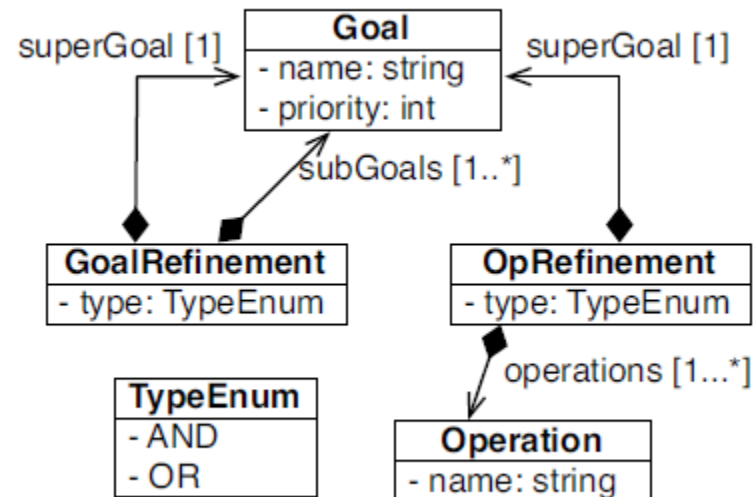 Goal
superGoal [1]
superGoal [1]
- name: string
- priority: int
subGoals [1..*]
GoalRefinement
- type: TypeEnum
OpRefinement
- type: TypeEnum
operations [1...*]
TypeEnum
- AND
- OR
Operation
- name: string